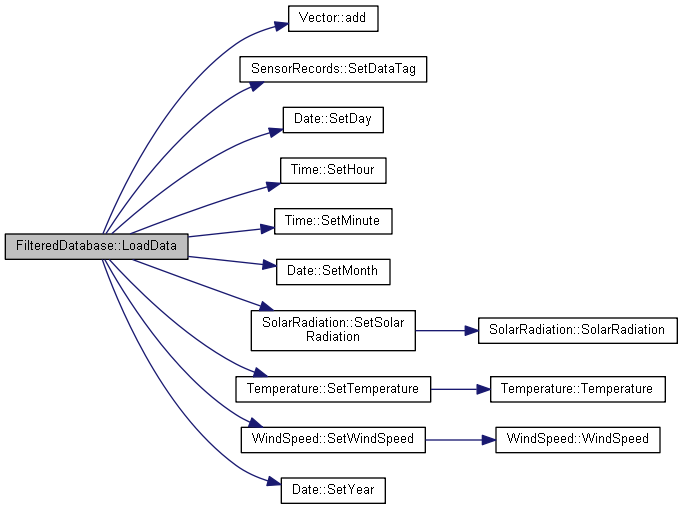 Vector::add
SensorRecords::SetDataTag
Date::SetDay
Time::SetHour
FilteredDatabase::LoadData
Time::SetMinute
Date::SetMonth
SolarRadiation::SetSolar
Radiation
SolarRadiation::SolarRadiation
Temperature::SetTemperature
Temperature::Temperature
WindSpeed::SetWindSpeed
WindSpeed::WindSpeed
Date::SetYear